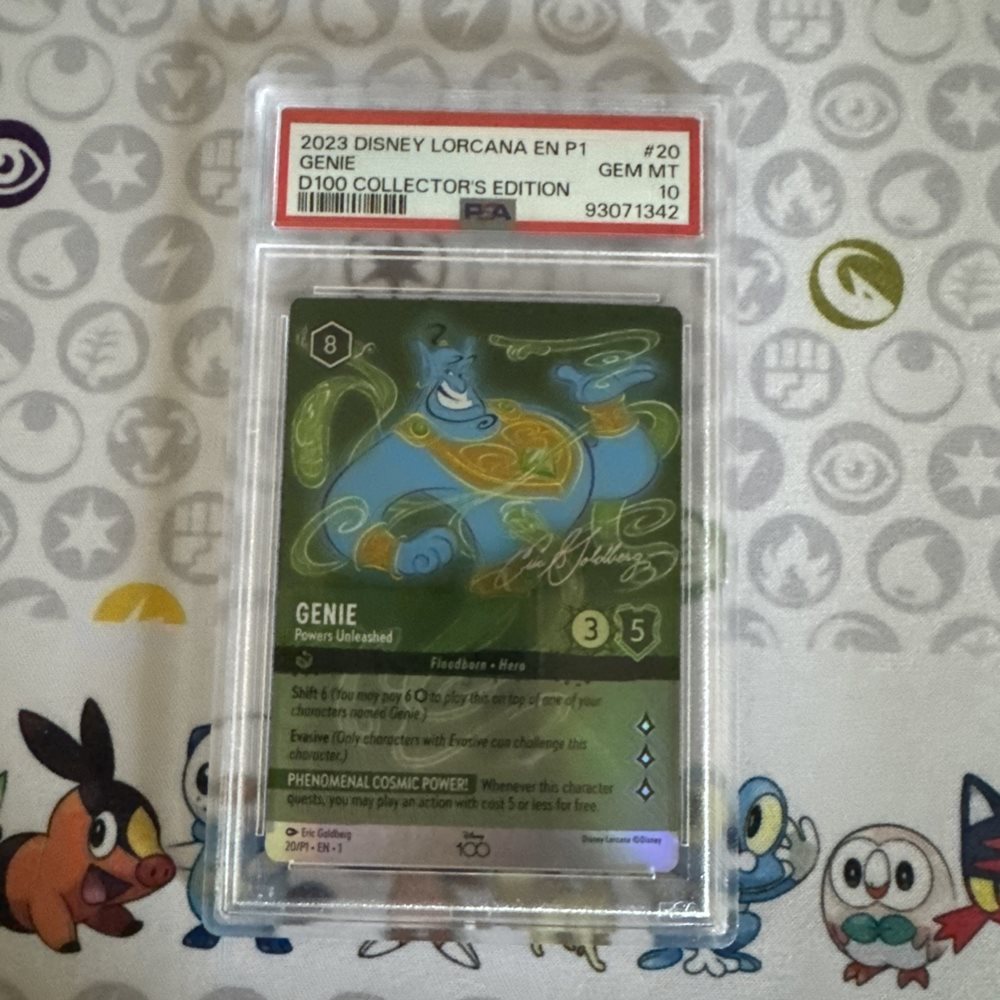 2023 DISNEY LORCANA EN P1 #20
GENIE GEM MT
D100 COLLECTOR'S EDITION 10
PSA 93071342
8
Eric Goldberg
GENIE
Powers Unleashed
3 5
Floodborn • Hero
Shift 6 (You may pay 6 to play this on top of one of your
characters named Genie.)
Evasive (Only characters with Evasive can challenge this
character.)
PHENOMENAL COSMIC POWER! Whenever this character
quests, you may play an action with cost 5 or less for free.
Eric Goldberg
20/P1 • EN • 1
Disney
100
Disney Lorcana ©Disney